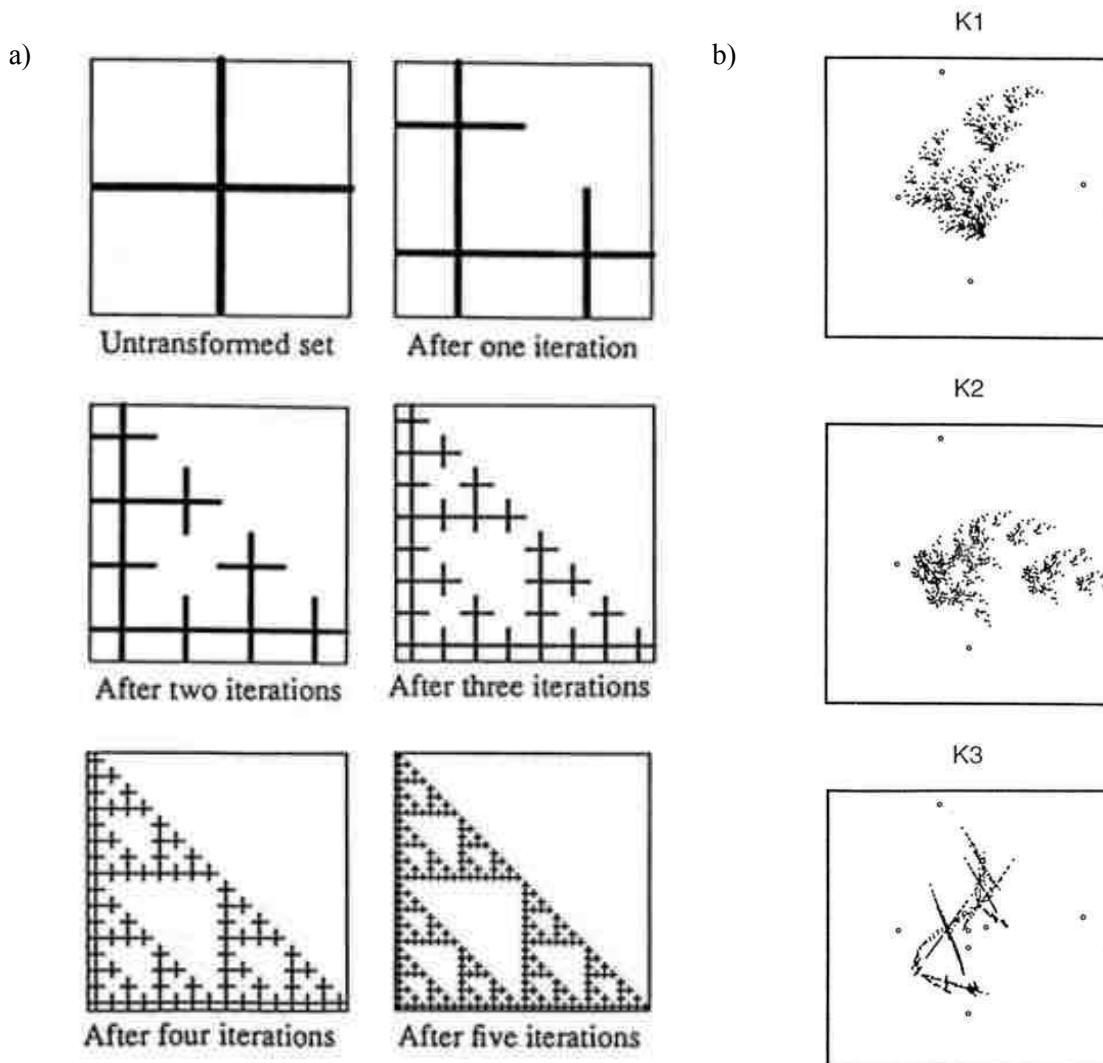 a)
b)
K1
Untransformed set
After one iteration
K2
After two iterations
After three iterations
K3
After four iterations
After five iterations